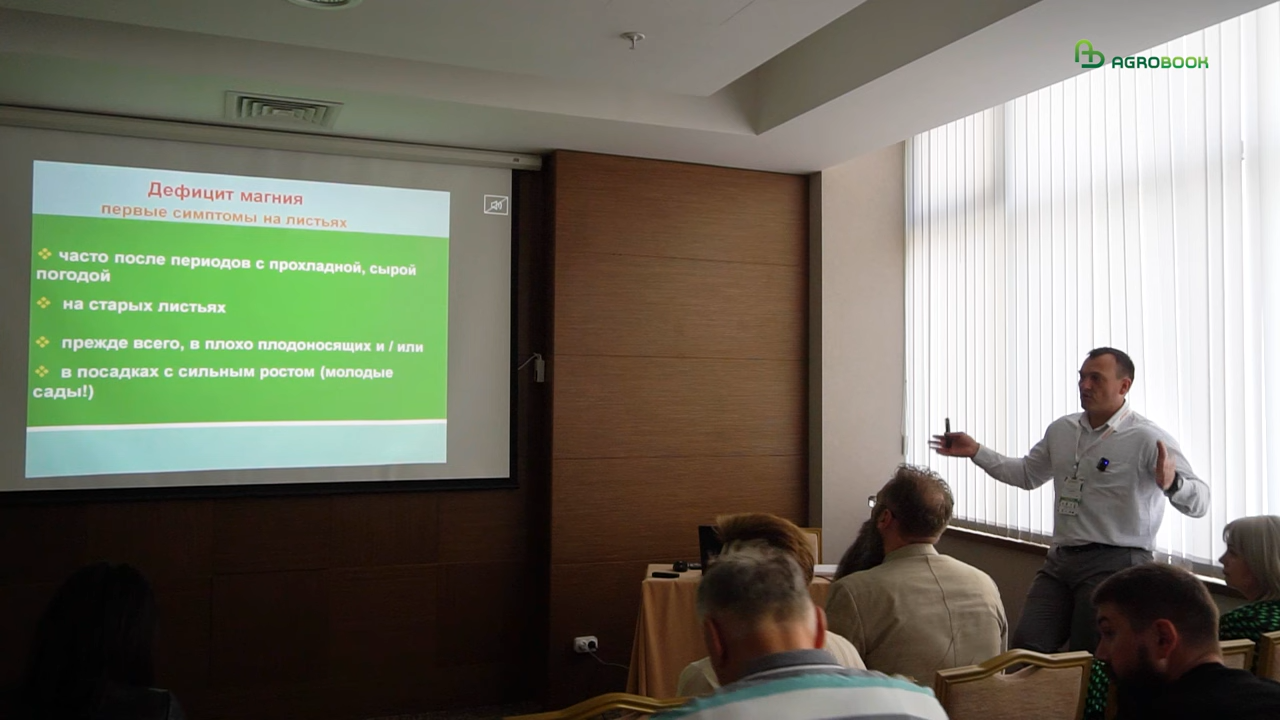 AGROBOOK
Дефицит магния
первые симптомы на листьях
часто после периодов с прохладной, сырой
погодой
на старых листьях
прежде всего, в плохо плодоносящих и / или
в посадках с сильным ростом (молодые
сады!)